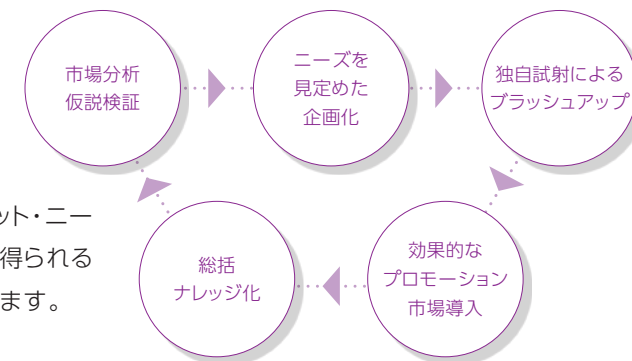 市場分析
仮説検証
ニーズを
見定めた
企画化
独自試射による
ブラッシュアップ
ット・ニー
得られる
ます。
総括
ナレッジ化
効果的な
プロモーション
市場導入